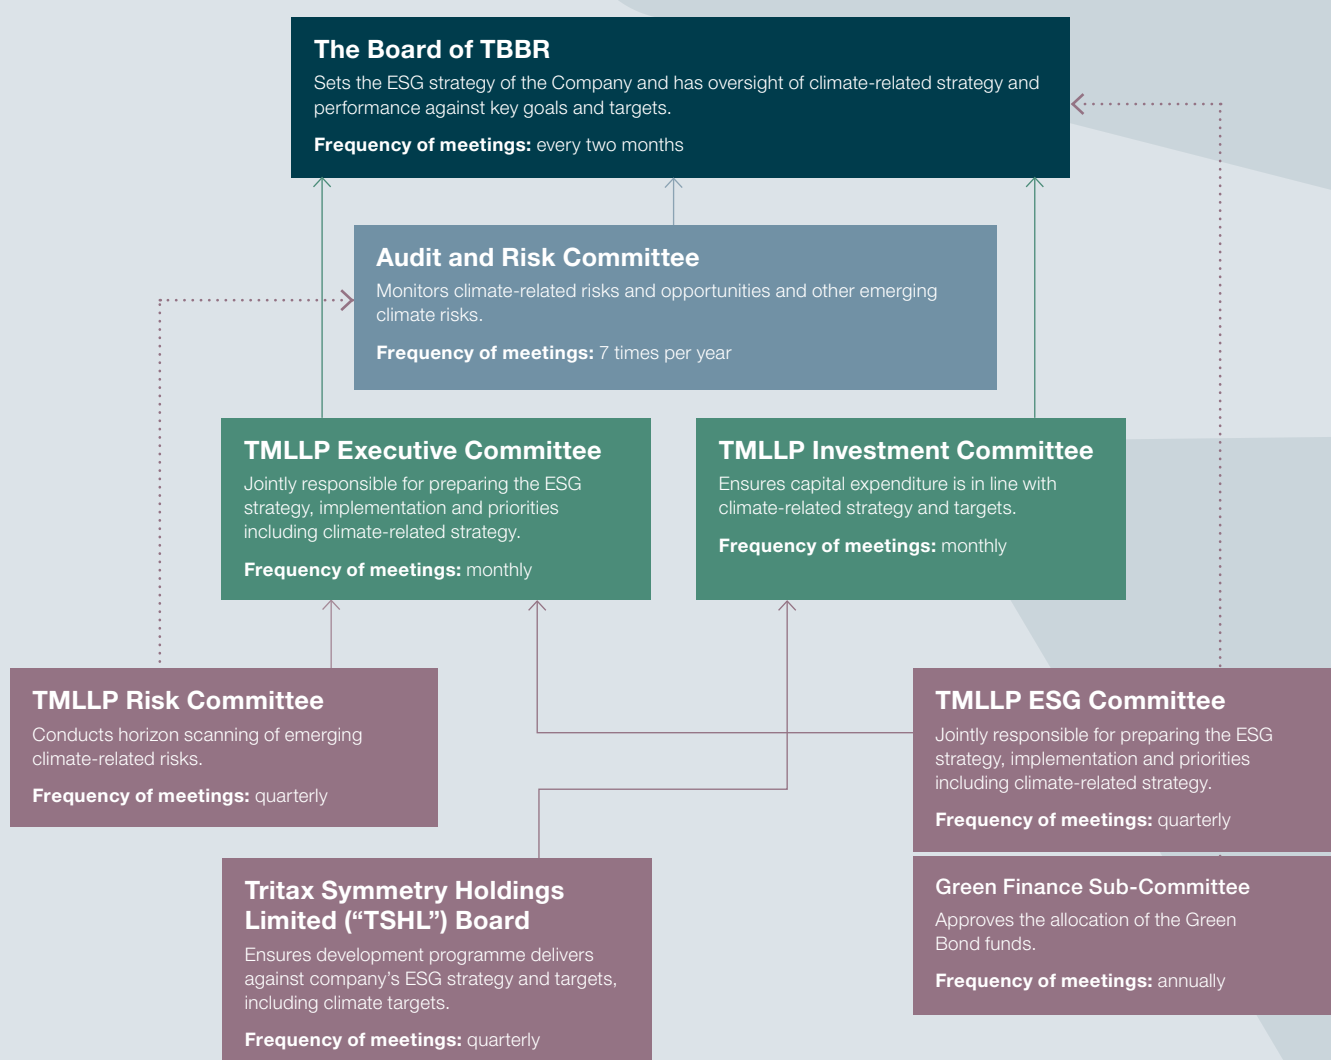 The Board of TBBR
Sets the ESG strategy of the Company and has oversight of climate-related strategy and
performance against key goals and targets.
Frequency of meetings: every two months
Audit and Risk Committee
Monitors climate-related risks and opportunities and other emerging
climate risks.
Frequency of meetings: 7 times per year
TMLLP Executive Committee
Jointly responsible for preparing the ESG
strategy, implementation and priorities
including climate-related strategy.
Frequency of meetings: monthly
TMLLP Investment Committee
Ensures capital expenditure is in line with
climate-related strategy and targets.
Frequency of meetings: monthly
TMLLP Risk Committee
Conducts horizon scanning of emerging
climate-related risks.
Frequency of meetings: quarterly
TMLLP ESG Committee
Jointly responsible for preparing the ESG
strategy, implementation and priorities
including climate-related strategy.
Frequency of meetings: quarterly
Tritax Symmetry Holdings
Limited (“TSHL”) Board
Ensures development programme delivers
against company’s ESG strategy and targets,
including climate targets.
Frequency of meetings: quarterly
Green Finance Sub-Committee
Approves the allocation of the Green
Bond funds.
Frequency of meetings: annually